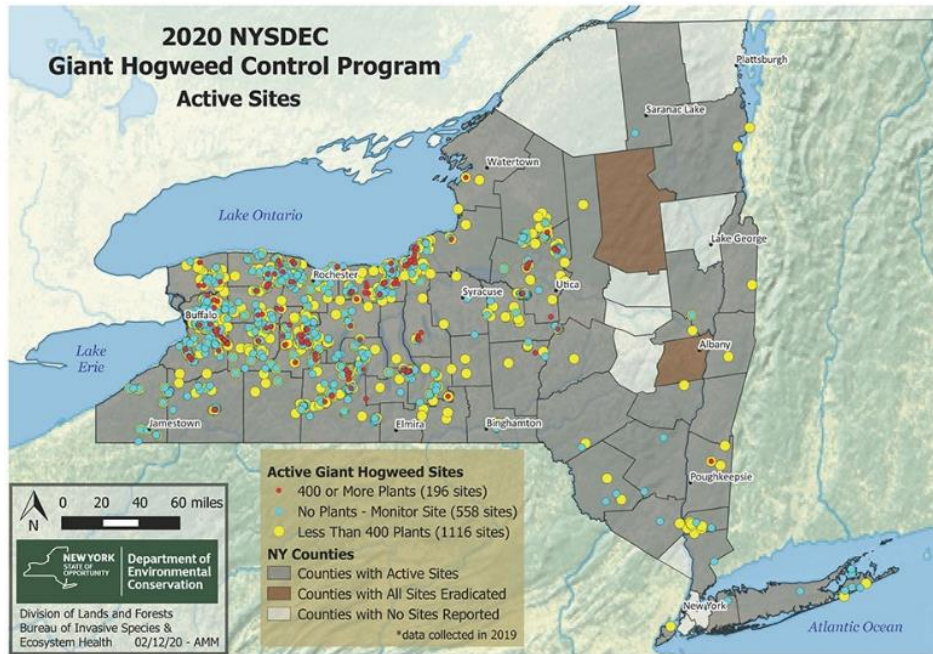 2020 NYSDEC
Giant Hogweed Control Program
Active Sites
Plattsburgh
Saranac Lake
Watertown
Lake Ontario
Lake George
Rochester
Syracuse
Utica
Buffalo
Albany
Lake
Erie
Jamestown
Elmira
Binghamton
Poughkeepsie
New York
Atlantic Ocean
Active Giant Hogweed Sites
400 or More Plants (196 sites)
No Plants - Monitor Site (558 sites)
Less Than 400 Plants (1116 sites)
NY Counties
Counties with Active Sites
Counties with All Sites Eradicated
Counties with No Sites Reported
*data collected in 2019
N
0 20 40 60 miles
NEW YORK
STATE OF
OPPORTUNITY
Department of
Environmental
Conservation
Division of Lands and Forests
Bureau of Invasive Species &
Ecosystem Health 02/12/20 - AMM